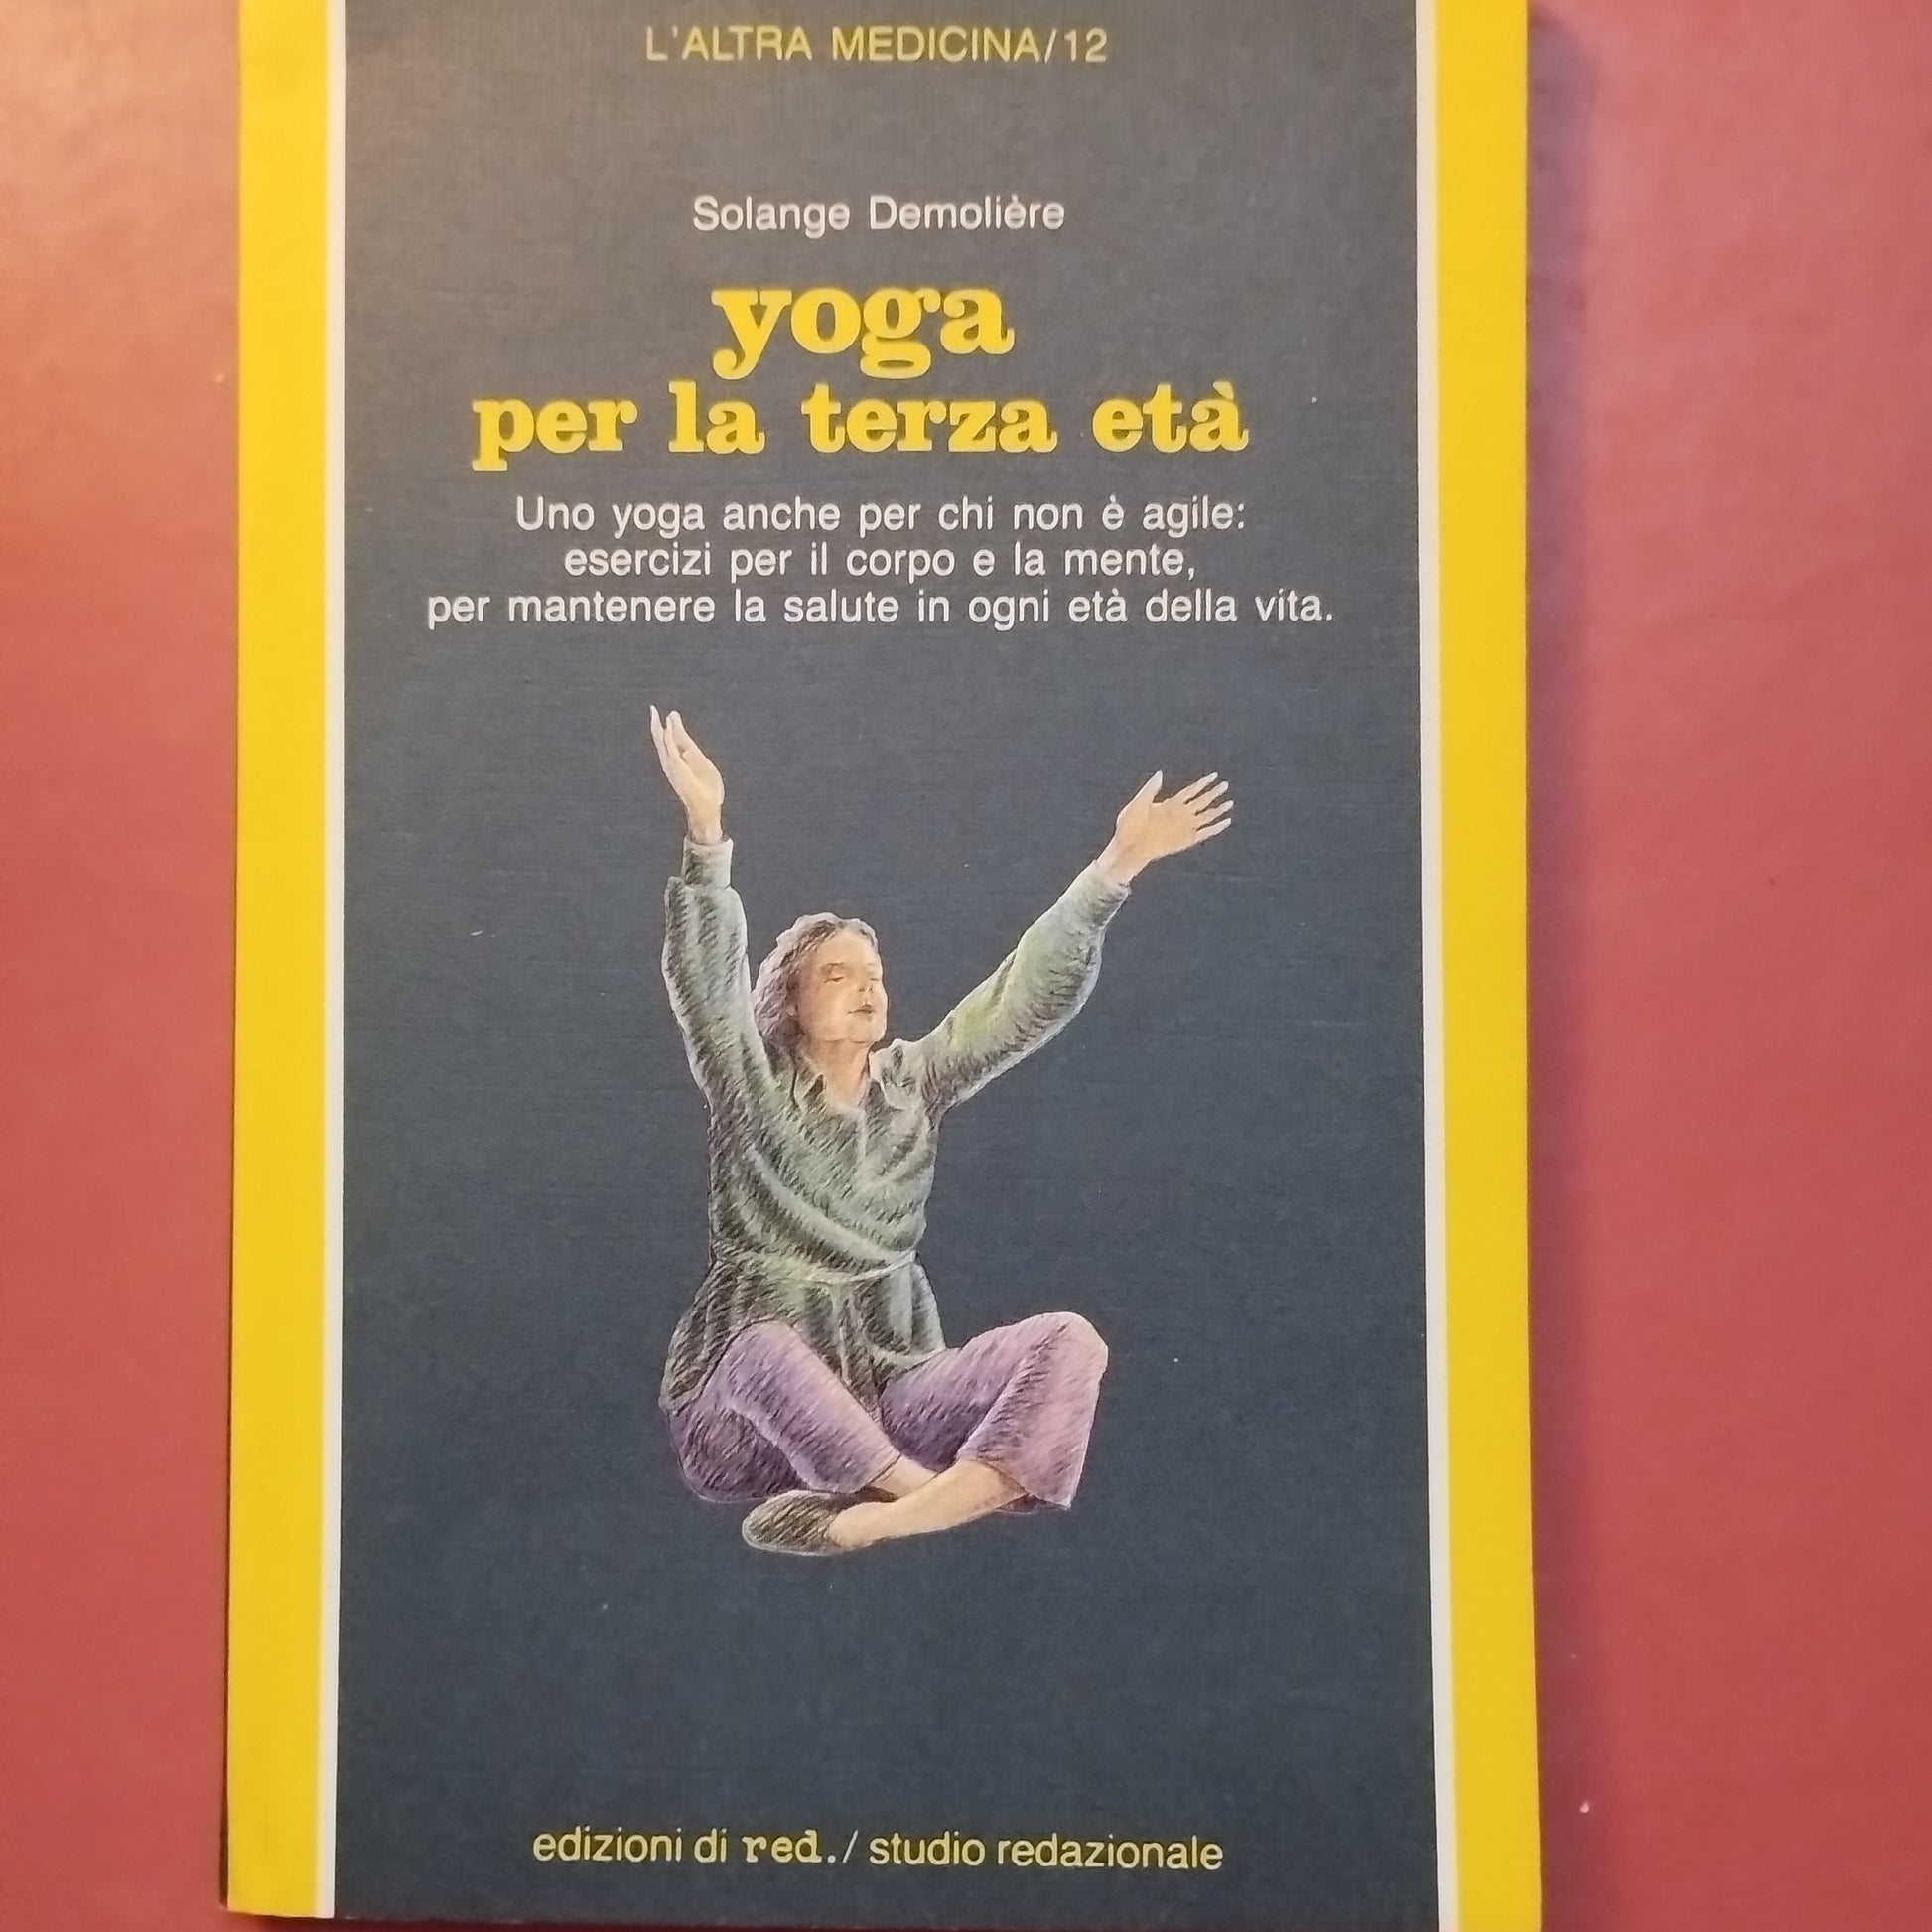 L'ALTRA MEDICINA/12
Solange Demolière
yoga
per la terza età
Uno yoga anche per chi non è agile:
esercizi per il corpo e la mente,
per mantenere la salute in ogni età della vita.
edizioni di red./ studio redazionale